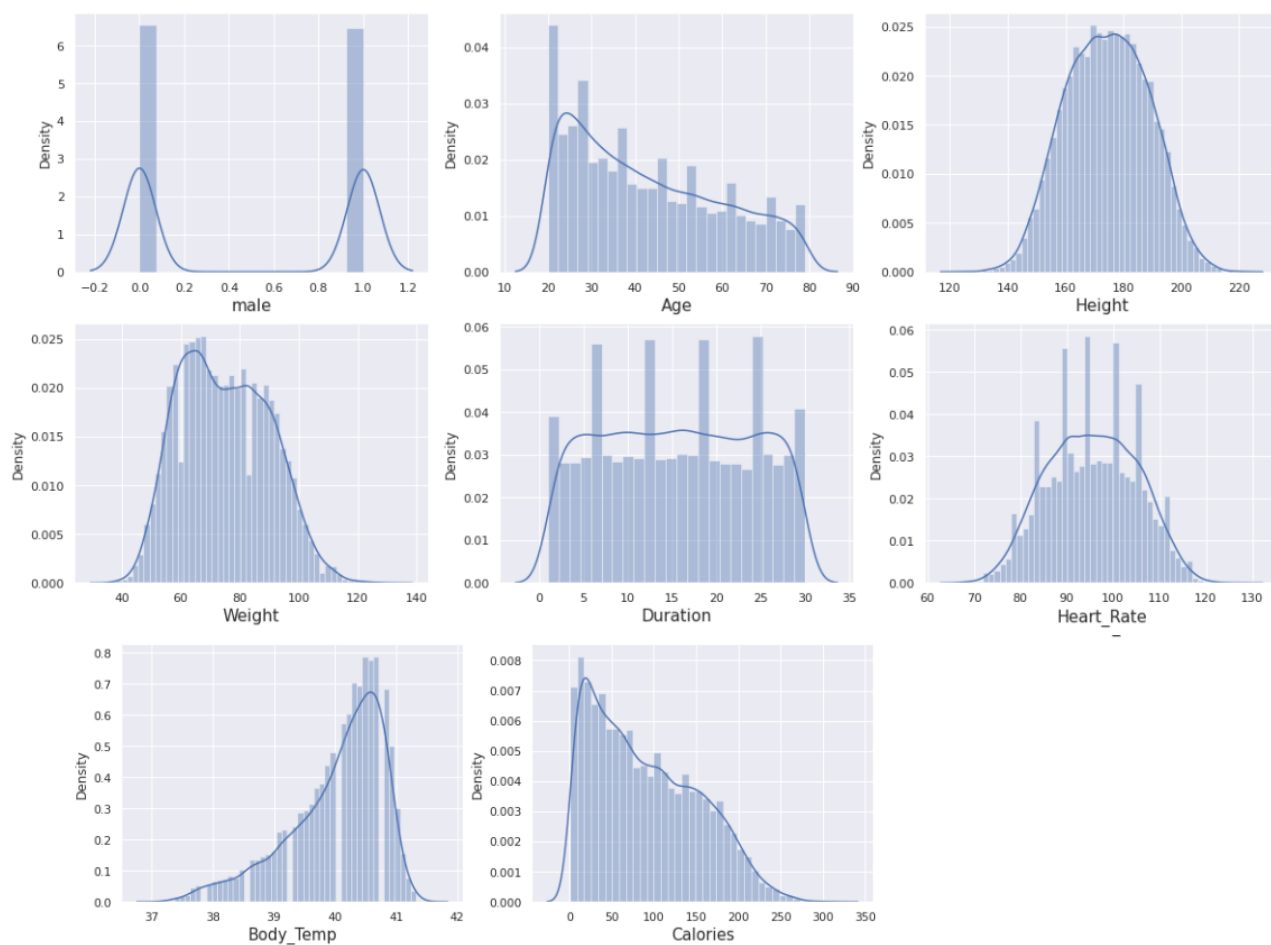 6
5
4
3
2
1
0
Density
−0.2 0.0 0.2 0.4 0.6 0.8 1.0 1.2
male
0.04
0.03
0.02
0.01
0.00
Density
10 20 30 40 50 60 70 80 90
Age
0.025
0.020
0.015
0.010
0.005
0.000
Density
120 140 160 180 200 220
Height
0.025
0.020
0.015
0.010
0.005
0.000
Density
40 60 80 100 120 140
Weight
0.06
0.05
0.04
0.03
0.02
0.01
0.00
Density
0 5 10 15 20 25 30 35
Duration
0.06
0.05
0.04
0.03
0.02
0.01
0.00
Density
60 70 80 90 100 110 120 130
Heart_Rate
0.8
0.7
0.6
0.5
0.4
0.3
0.2
0.1
0.0
Density
37 38 39 40 41 42
Body_Temp
0.008
0.007
0.006
0.005
0.004
0.003
0.002
0.001
0.000
Density
0 50 100 150 200 250 300 350
Calories